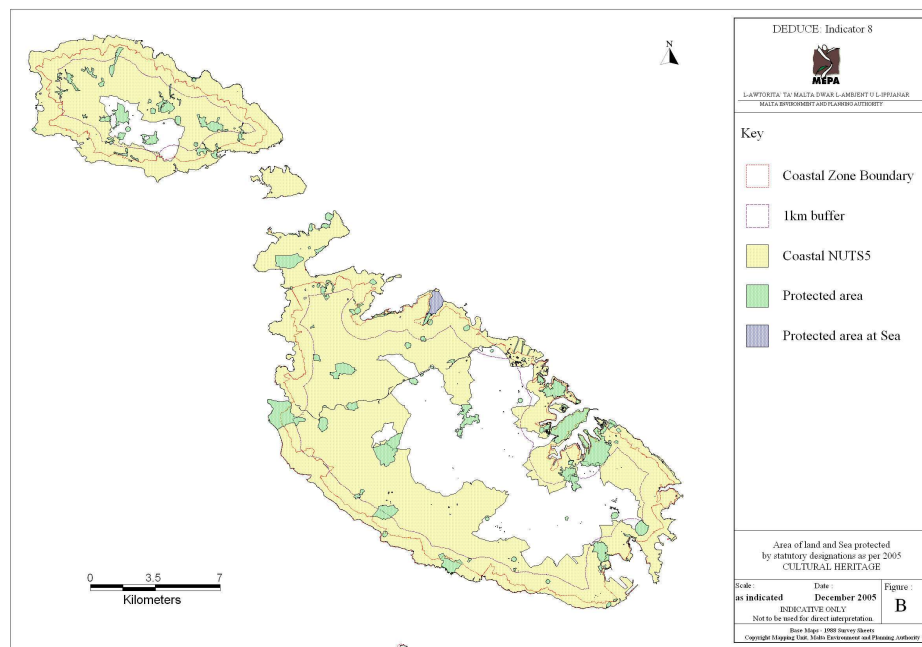 N
0 3.5 7
Kilometers
DEDUCE: Indicator 8
MEPA
L-AWTORITA' TA' MALTA DWAR L-AMBJENT U L-IPPJANAR
MALTA ENVIRONMENT AND PLANNING AUTHORITY
Key
Coastal Zone Boundary
1km buffer
Coastal NUTS5
Protected area
Protected area at Sea
Area of land and Sea protected
by statutory designations as per 2005
CULTURAL HERITAGE
Scale :
as indicated
Date :
December 2005
INDICATIVE ONLY
Not to be used for direct interpretation.
Figure :
B
Base Maps - 1988 Survey Sheets
Copyright Mapping Unit, Malta Environment and Planning Authority